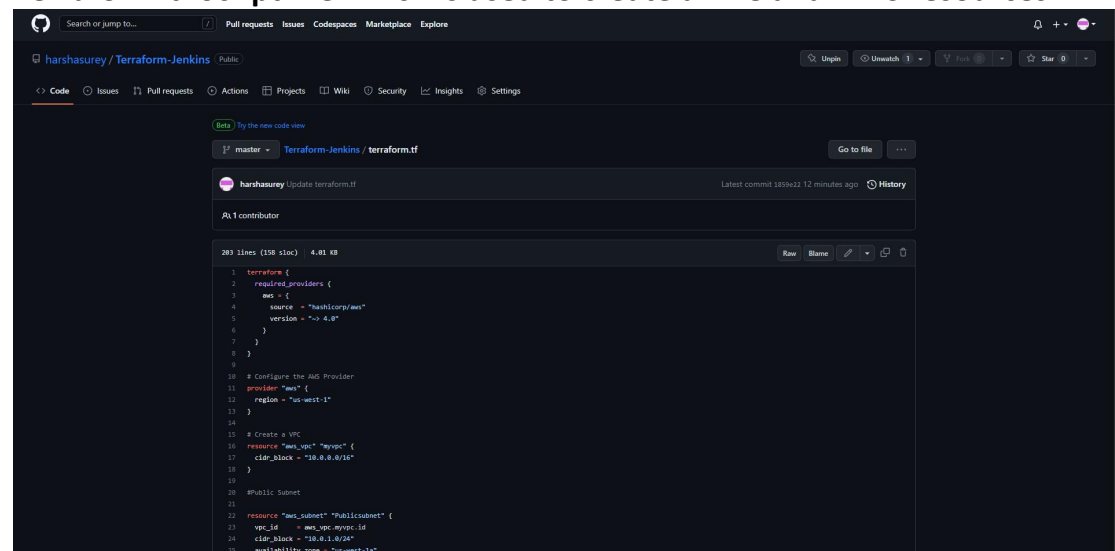 Search or jump to... /
Pull requests Issues Codespaces Marketplace Explore
harshasurey / Terraform-Jenkins Public
Unpin Unwatch 1 Fork Star 0
Code Issues Pull requests Actions Projects Wiki Security Insights Settings
Beta Try the new code view
master Terraform-Jenkins / terraform.tf Go to file ...
harshasurey Update terraform.tf Latest commit 1859e22 12 minutes ago History
1 contributor
203 lines (158 sloc) 4.01 KB Raw Blame
1 terraform {
2   required_providers {
3     aws = {
4       source  = "hashicorp/aws"
5       version = "~> 4.0"
6     }
7   }
8 }
9
10 # Configure the AWS Provider
11 provider "aws" {
12   region = "us-west-1"
13 }
14
15 # Create a VPC
16 resource "aws_vpc" "myvpc" {
17   cidr_block = "10.0.0.0/16"
18 }
19
20 #Public Subnet
21
22 resource "aws_subnet" "Publicsubnet" {
23   vpc_id     = aws_vpc.myvpc.id
24   cidr_block = "10.0.1.0/24"
25   availability_zone = "us-west-1a"